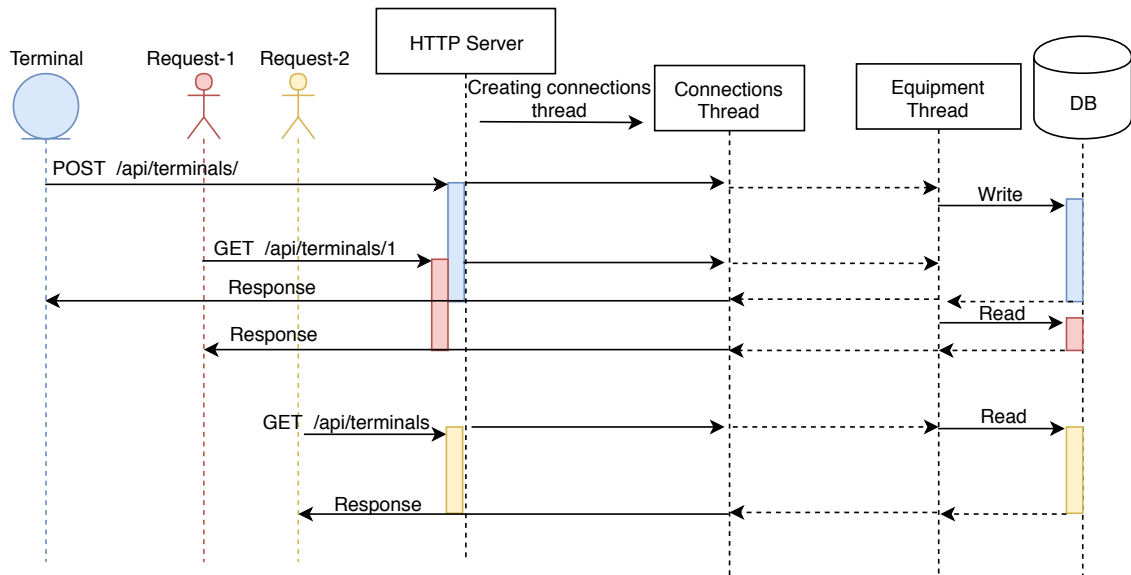 HTTP Server
Terminal
Request-1
Request-2
Creating connections
thread
Connections
Thread
Equipment
Thread
DB
POST /api/terminals/
Write
GET /api/terminals/1
Response
Read
Response
GET /api/terminals
Read
Response